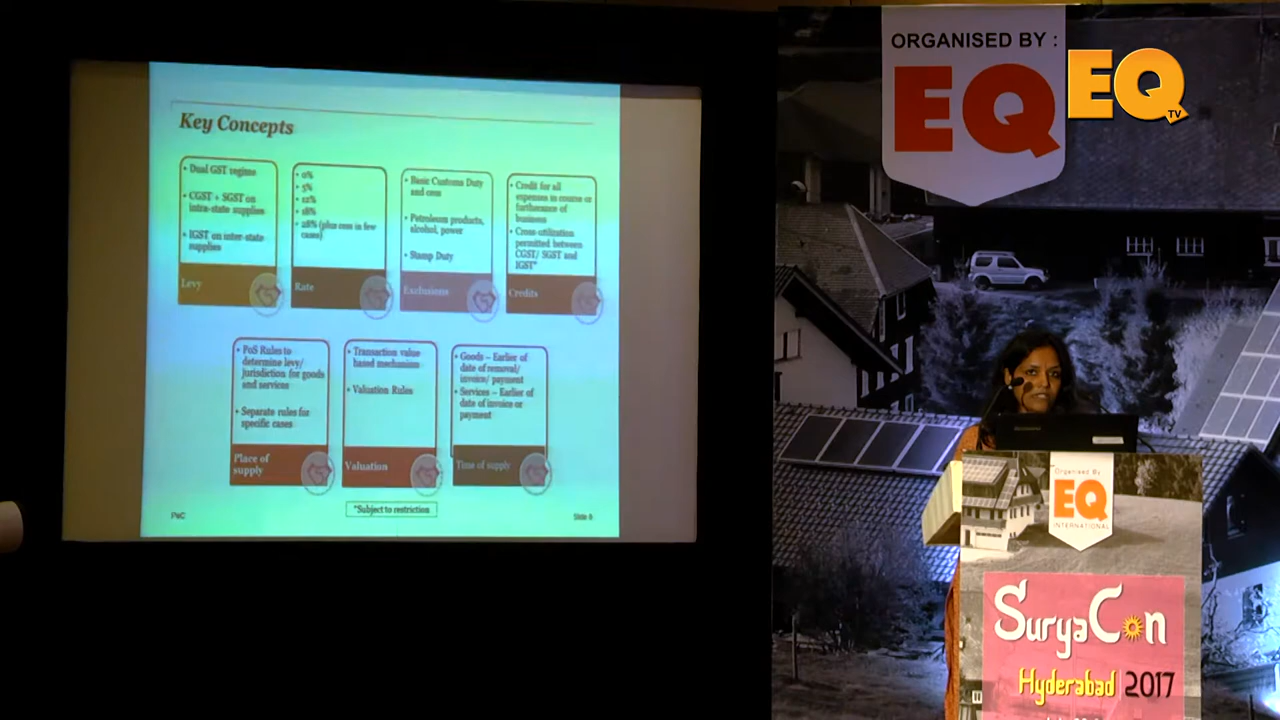 ORGANISED BY :
EQ
EQ
TV
Key Concepts
• Dual GST regime
• CGST + SGST on
intra-state supplies
• IGST on inter-state
supplies
Levy
• 0%
• 5%
• 12%
• 18%
• 28% (plus cess in few
cases)
Rate
• Basic Customs Duty
and cess
• Petroleum products,
alcohol, power
• Stamp Duty
Exclusions
• Credit for all
expenses in course or
furtherance of
business
• Cross-utilization
permitted between
CGST/ SGST and
IGST*
Credits
• PoS Rules to
determine levy/
jurisdiction for goods
and services
• Separate rules for
specific cases
Place of
supply
• Transaction value
based mechanism
• Valuation Rules
Valuation
• Goods – Earlier of
date of removal/
invoice/ payment
• Services – Earlier of
date of invoice or
payment
Time of supply
*Subject to restriction
PwC
Slide
Organised By
EQ
INTERNATIONAL
SuryaCon
Hyderabad 2017